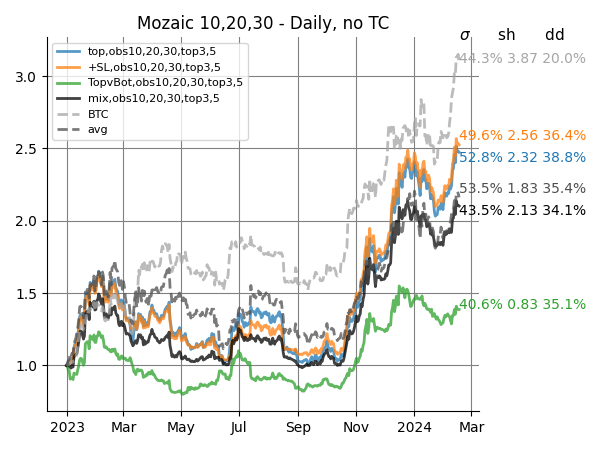 Mozaic 10,20,30 - Daily, no TC
σ sh dd
top,obs10,20,30,top3,5
+SL,obs10,20,30,top3,5
TopvBot,obs10,20,30,top3,5
mix,obs10,20,30,top3,5
BTC
avg
44.3% 3.87 20.0%
49.6% 2.56 36.4%
52.8% 2.32 38.8%
53.5% 1.83 35.4%
43.5% 2.13 34.1%
40.6% 0.83 35.1%
3.0
2.5
2.0
1.5
1.0
2023 Mar May Jul Sep Nov 2024 Mar